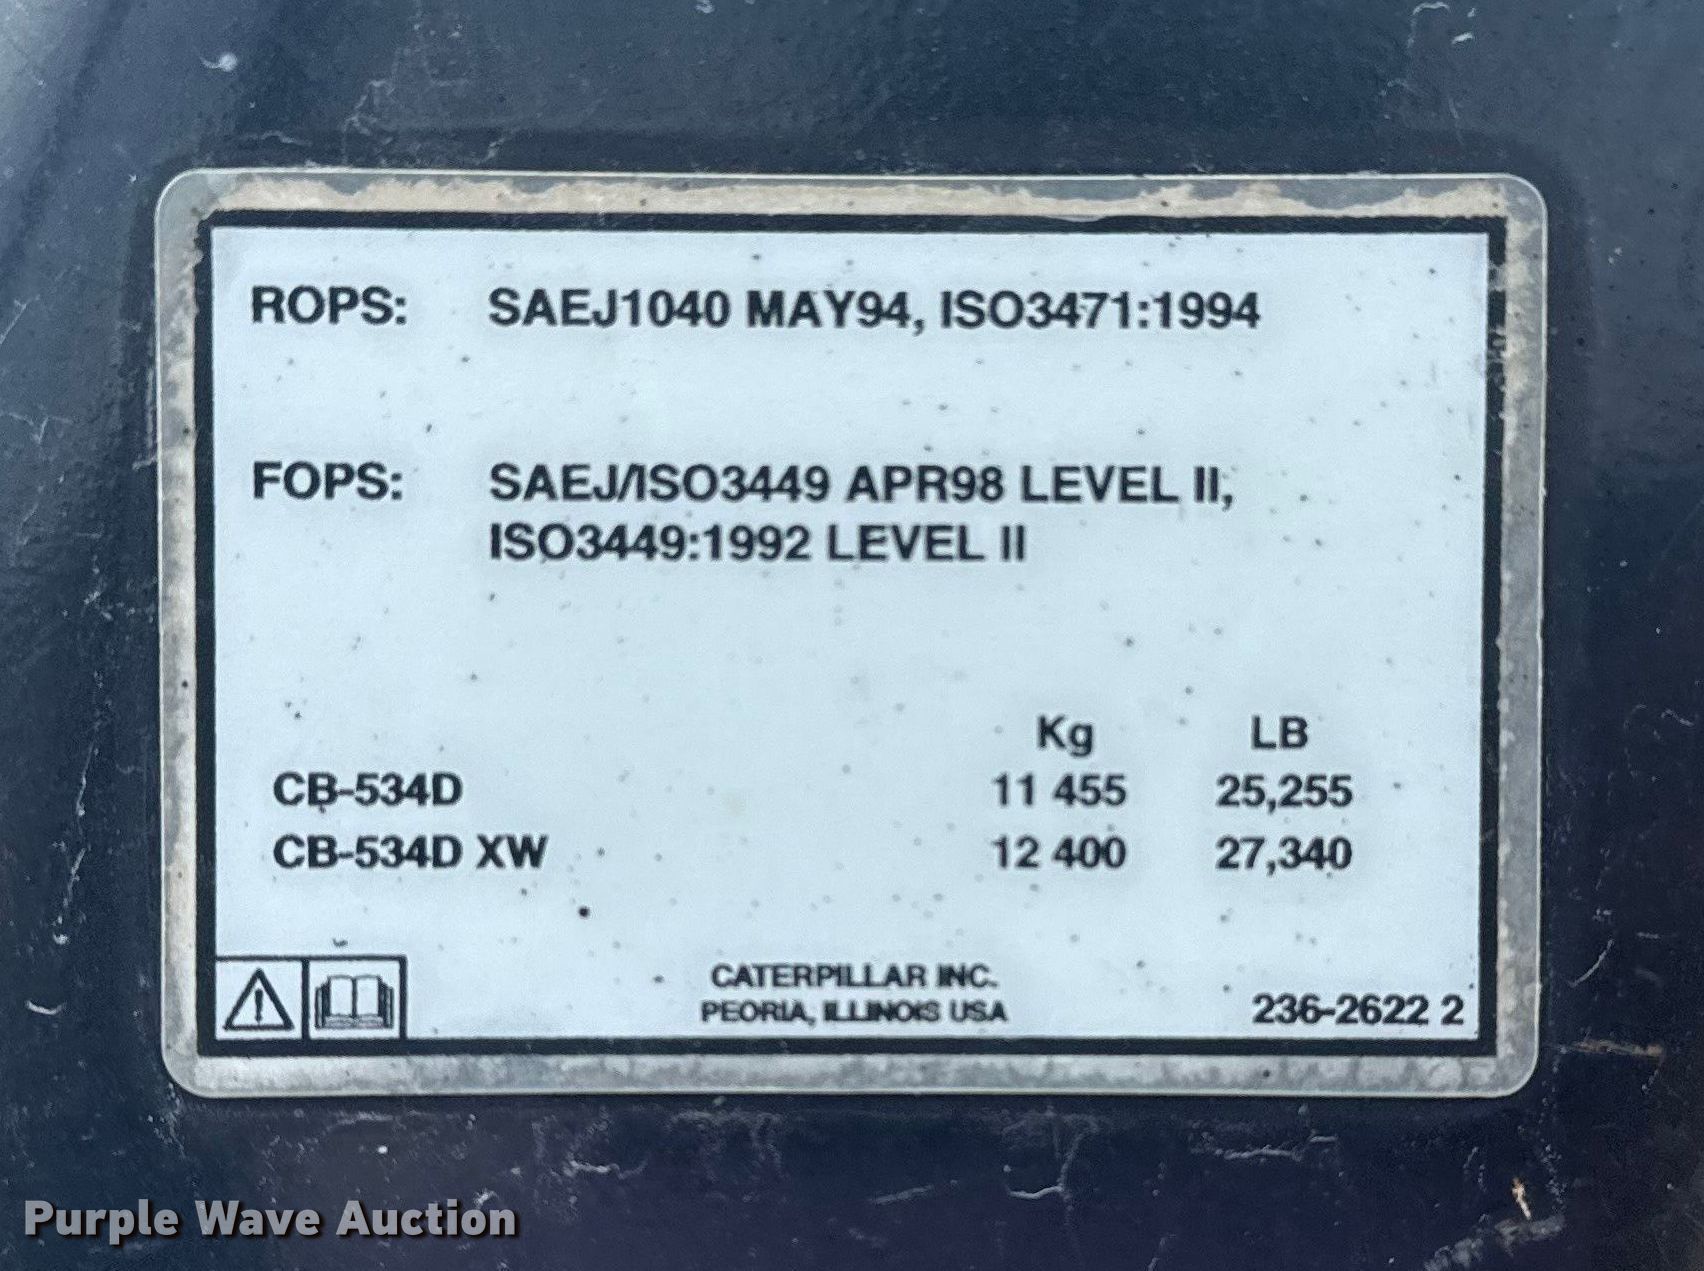 ROPS: SAEJ1040 MAY94, ISO3471:1994
FOPS: SAEJ/ISO3449 APR98 LEVEL II,
ISO3449:1992 LEVEL II
Kg LB
CB-534D 11 455 25,255
CB-534D XW 12 400 27,340
CATERPILLAR INC.
PEORIA, ILLINOIS USA
236-2622 2
Purple Wave Auction